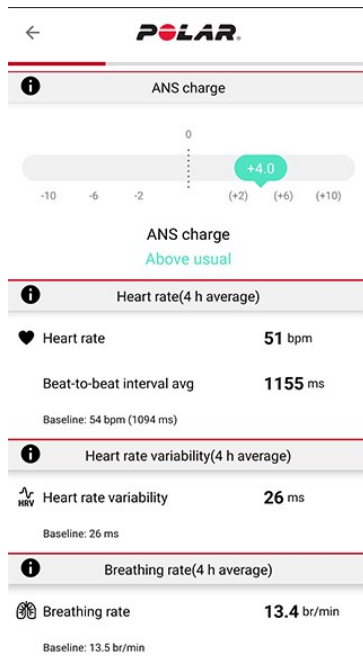 POLAR
ANS charge
0
+4.0
-10 -6 -2 (+2) (+6) (+10)
ANS charge
Above usual
Heart rate(4 h average)
Heart rate 51 bpm
Beat-to-beat interval avg 1155 ms
Baseline: 54 bpm (1094 ms)
Heart rate variability(4 h average)
HRV Heart rate variability 26 ms
Baseline: 26 ms
Breathing rate(4 h average)
Breathing rate 13.4 br/min
Baseline: 13.5 br/min